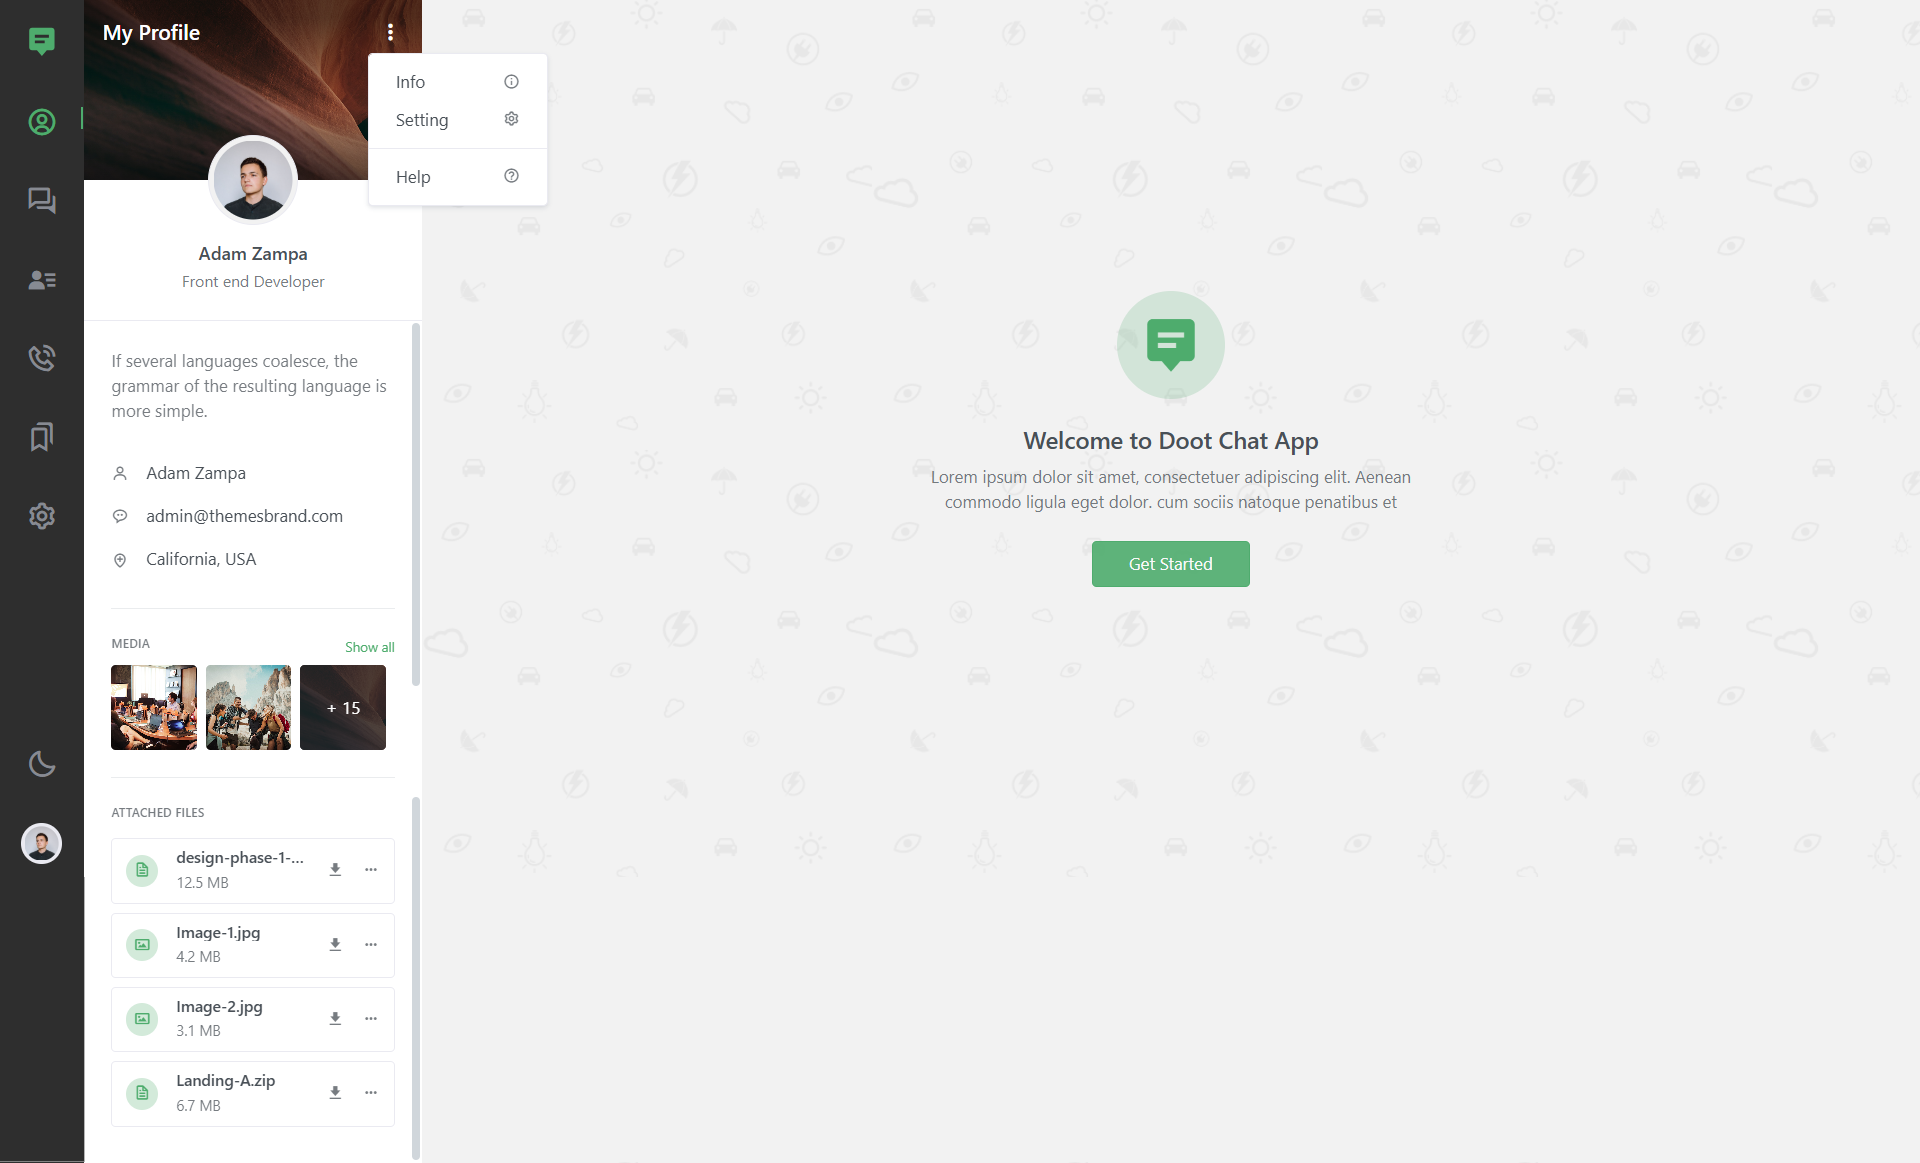 My Profile
Info
Setting
Help
Adam Zampa
Front end Developer
If several languages coalesce, the
grammar of the resulting language is
more simple.
Adam Zampa
admin@themesbrand.com
California, USA
MEDIA
Show all
+ 15
ATTACHED FILES
design-phase-1-...
12.5 MB
Image-1.jpg
4.2 MB
Image-2.jpg
3.1 MB
Landing-A.zip
6.7 MB
Welcome to Doot Chat App
Lorem ipsum dolor sit amet, consectetuer adipiscing elit. Aenean
commodo ligula eget dolor. cum sociis natoque penatibus et
Get Started